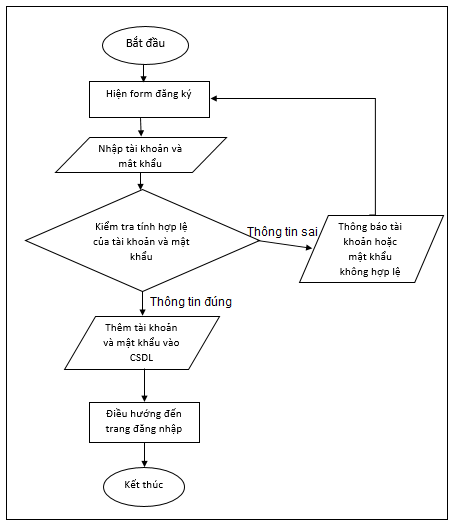 Bắt đầu
Hiện form đăng ký
Nhập tài khoản và
mât khẩu
Kiểm tra tính hợp lệ
của tài khoản và mật
khẩu
Thông tin sai
Thông báo tài
khoản hoặc
mật khẩu
không hợp lệ
Thông tin đúng
Thêm tài khoản
và mật khẩu vào
CSDL
Điều hướng đến
trang đăng nhập
Kết thúc